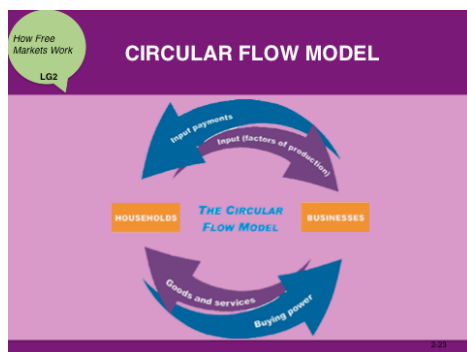 How Free
Markets Work
LG2
CIRCULAR FLOW MODEL
Input payments
Input (factors of production)
HOUSEHOLDS
THE CIRCULAR
FLOW MODEL
BUSINESSES
Goods and services
Buying power
2-23